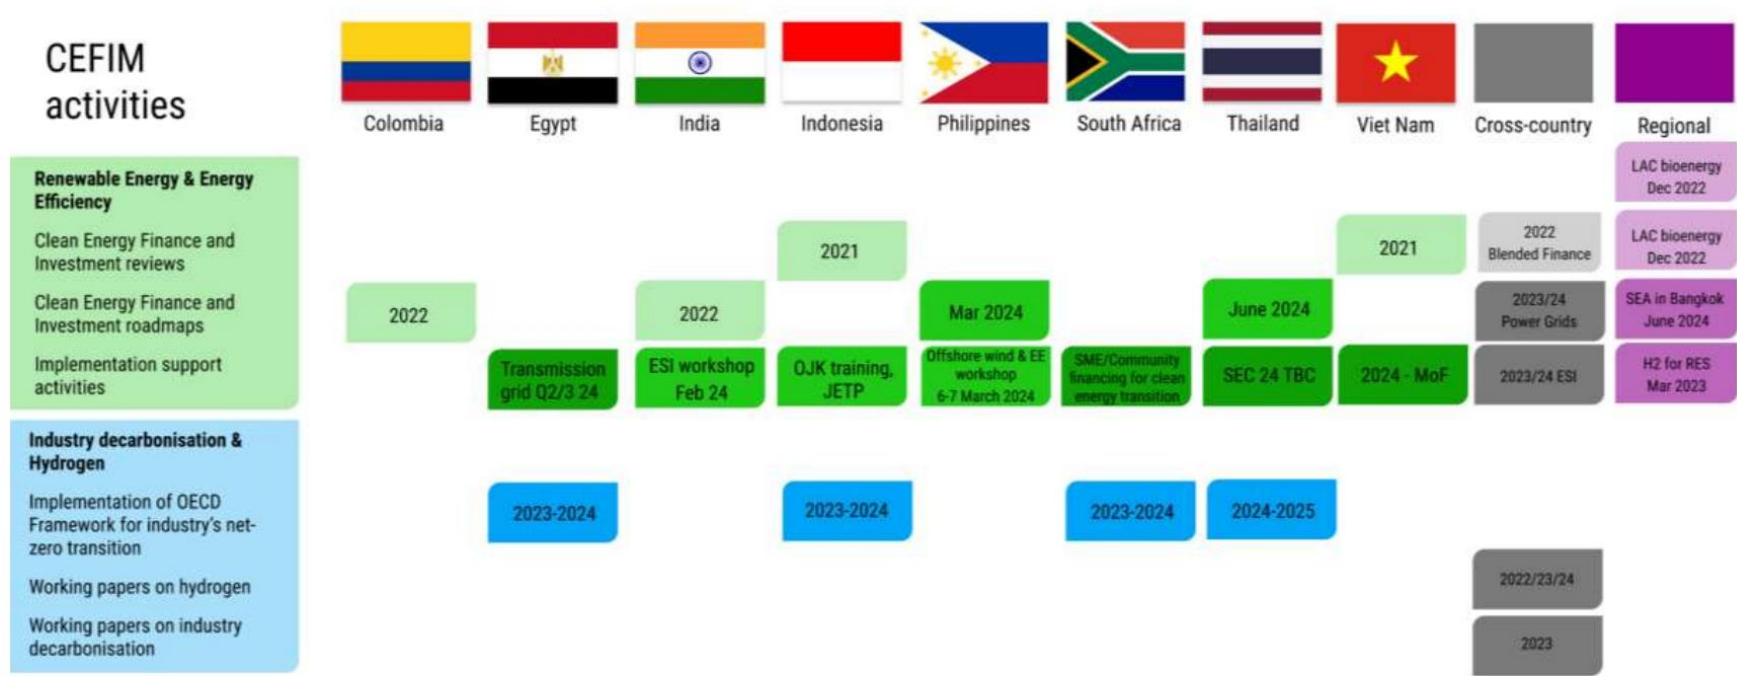 CEFIM
activities
Colombia
Egypt
India
Indonesia
Philippines
South Africa
Thailand
Viet Nam
Cross-country
Regional
LAC bioenergy
Dec 2022
Renewable Energy & Energy
Efficiency
Clean Energy Finance and
Investment reviews
2021
2021
2022
Blended Finance
LAC bioenergy
Dec 2022
Clean Energy Finance and
Investment roadmaps
2022
2022
Mar 2024
June 2024
2023/24
Power Grids
SEA in Bangkok
June 2024
Implementation support
activities
Transmission
grid Q2/3 24
ESI workshop
Feb 24
OJK training,
JETP
Offshore wind & EE
workshop
6-7 March 2024
SME/Community
financing for clean
energy transition
SEC 24 TBC
2024 - MoF
2023/24 ESI
H2 for RES
Mar 2023
Industry decarbonisation &
Hydrogen
Implementation of OECD
Framework for industry's net-
zero transition
2023-2024
2023-2024
2023-2024
2024-2025
Working papers on hydrogen
2022/23/24
Working papers on industry
decarbonisation
2023